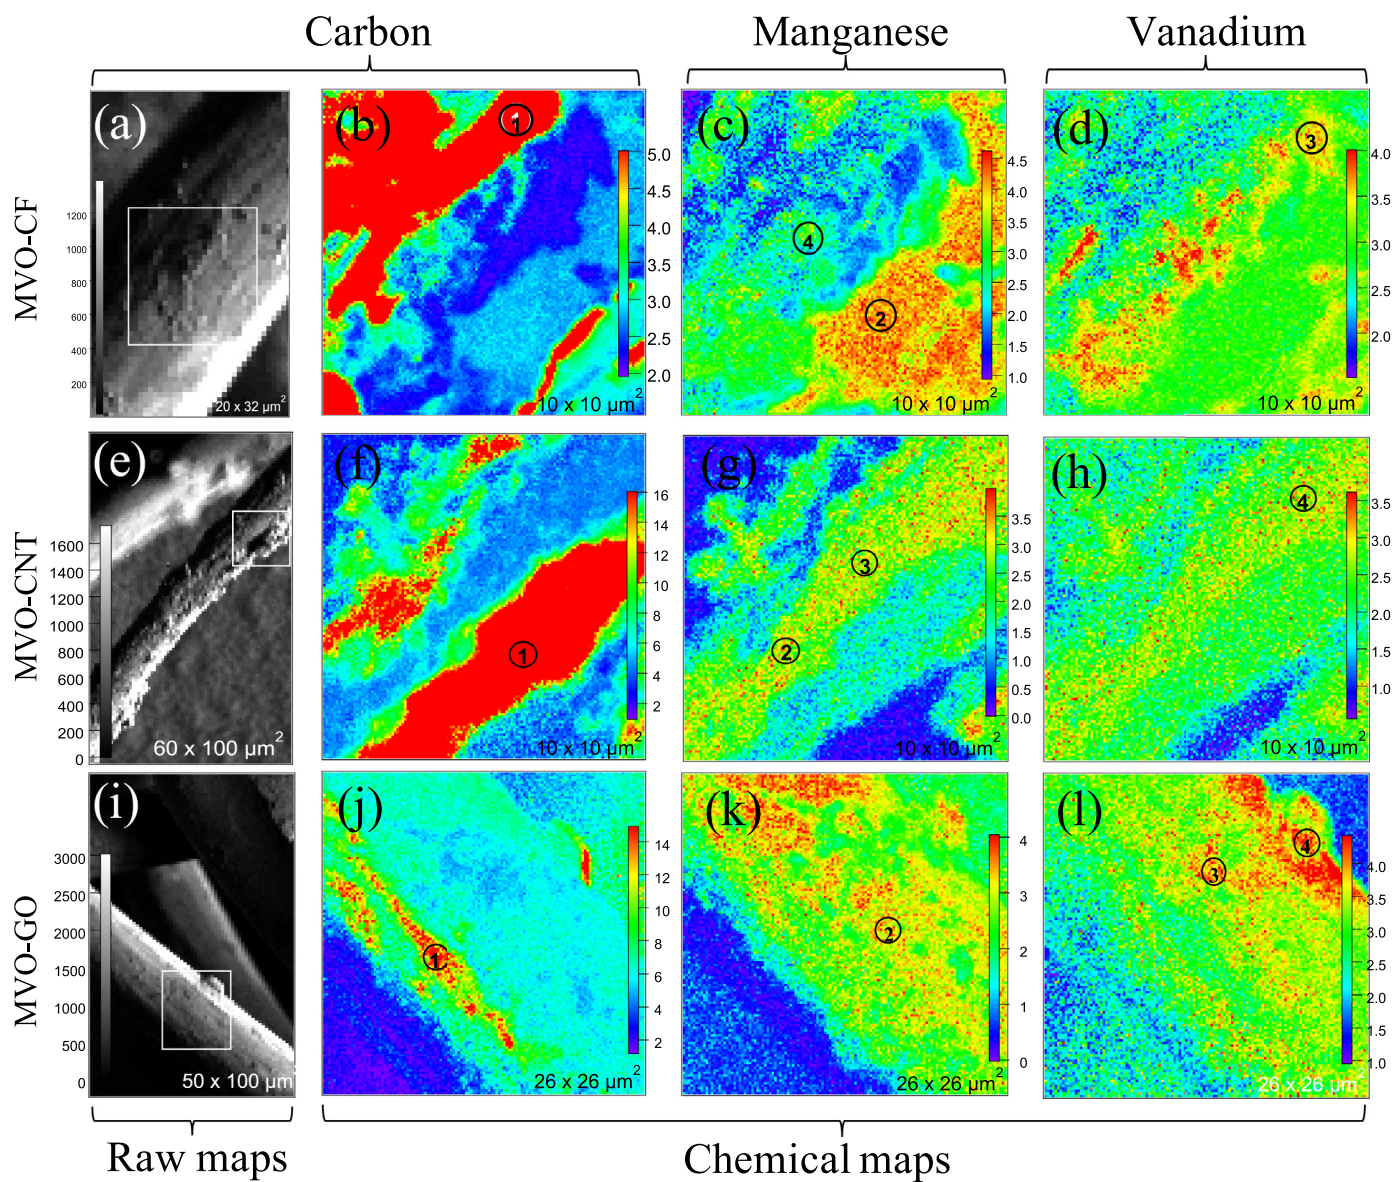 Carbon
Manganese
Vanadium
MVO-CF
(a)
1200
1000
800
600
400
200
20 x 32 µm²
(b)
1
5.0
4.5
4.0
3.5
3.0
2.5
2.0
10 x 10 µm²
(c)
4
2
4.5
4.0
3.5
3.0
2.5
2.0
1.5
1.0
10 x 10 µm²
(d)
3
4.0
3.0
2.0
10 x 10 µm²
MVO-CNT
(e)
1600
1400
1200
1000
800
600
400
200
0
60 x 100 µm²
(f)
1
16
14
12
10
8
6
4
2
10 x 10 µm²
(g)
3
2
3.5
3.0
2.5
2.0
1.5
1.0
0.5
0.0
10 x 10 µm²
(h)
4
3.5
3.0
2.5
2.0
1.5
1.0
10 x 10 µm²
MVO-GO
(i)
3000
2500
2000
1500
1000
500
0
50 x 100 µm
(j)
1
14
12
10
8
6
4
2
26 x 26 µm²
(k)
2
4
3
2
1
0
26 x 26 µm²
(l)
3
4
4.0
3.5
3.0
2.5
2.0
1.5
1.0
26 x 26 µm²
Raw maps
Chemical maps